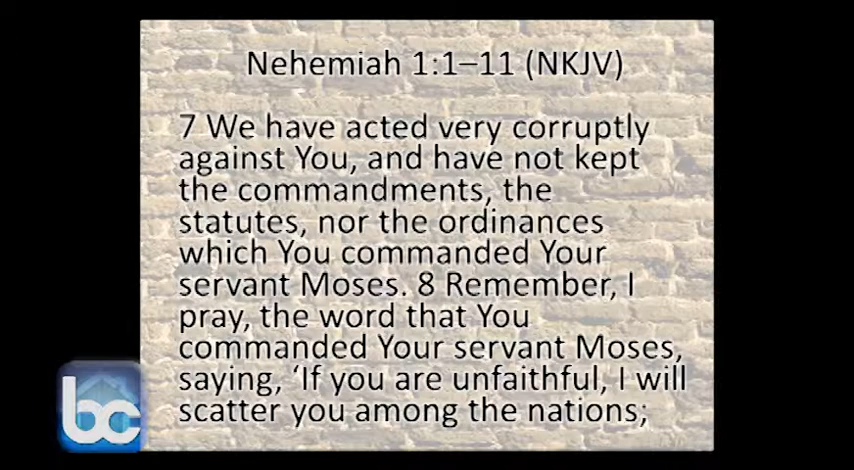 Nehemiah 1:1–11 (NKJV)
7 We have acted very corruptly
against You, and have not kept
the commandments, the
statutes, nor the ordinances
which You commanded Your
servant Moses. 8 Remember, I
pray, the word that You
commanded Your servant Moses,
saying, ‘If you are unfaithful, I will
scatter you among the nations;
bc